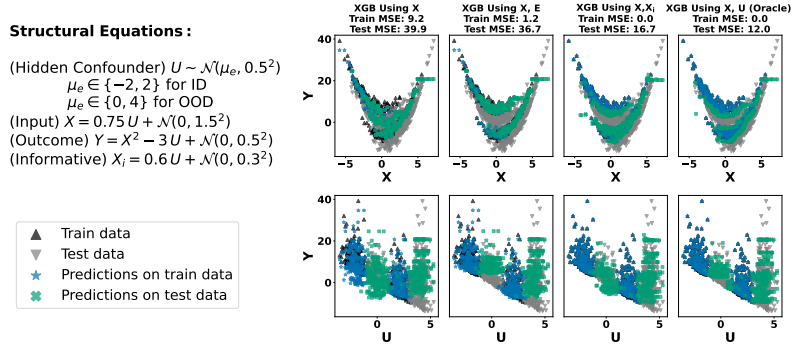 Structural Equations:
(Hidden Confounder) U ~ 𝒩(μₑ, 0.5²)
μₑ ∈ {−2, 2} for ID
μₑ ∈ {0, 4} for OOD
(Input) X = 0.75 U + 𝒩(0, 1.5²)
(Outcome) Y = X² − 3 U + 𝒩(0, 0.5²)
(Informative) Xᵢ = 0.6 U + 𝒩(0, 0.3²)
Train data
Test data
Predictions on train data
Predictions on test data
XGB Using X
Train MSE: 9.2
Test MSE: 39.9
XGB Using X, E
Train MSE: 1.2
Test MSE: 36.7
XGB Using X,Xᵢ
Train MSE: 0.0
Test MSE: 16.7
XGB Using X, U (Oracle)
Train MSE: 0.0
Test MSE: 12.0
40
20
0
Y
−5 0 5
X
−5 0 5
X
−5 0 5
X
−5 0 5
X
40
20
0
Y
0 5
U
0 5
U
0 5
U
0 5
U